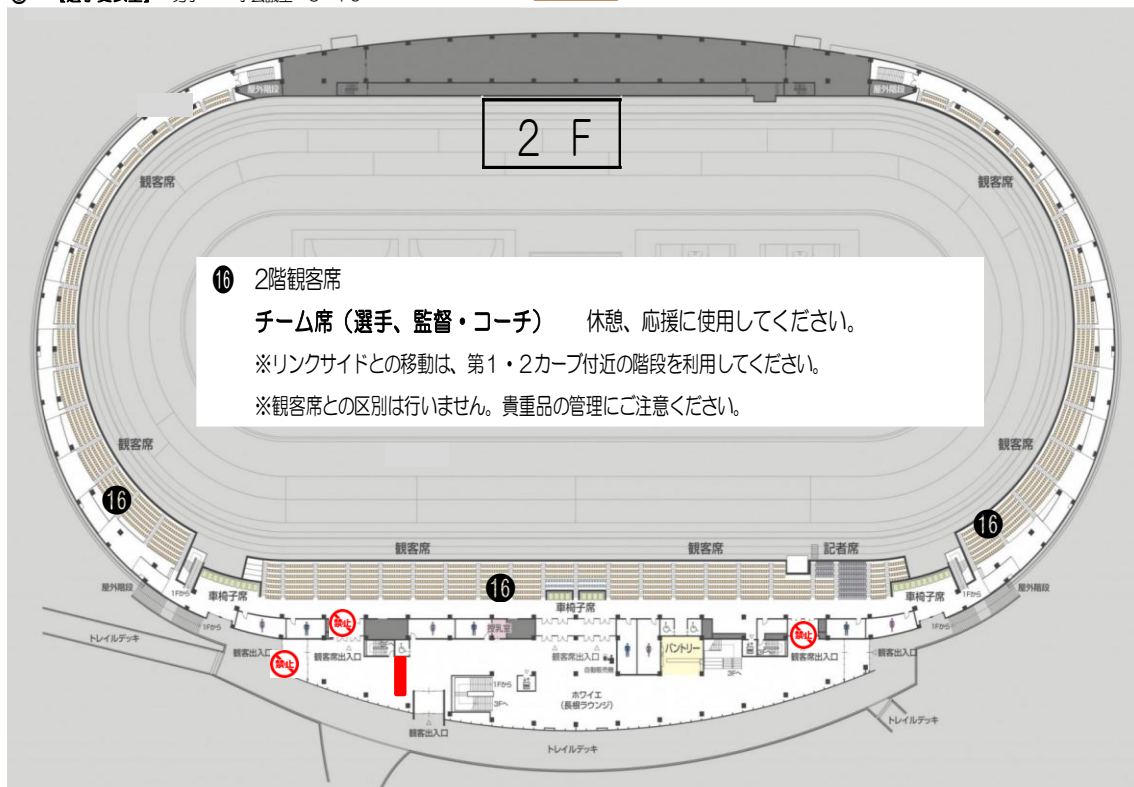 屋外階段
屋外階段
2 F
観客席
観客席
⓰ 2階観客席
チーム席（選手、監督・コーチ） 休憩、応援に使用してください。
※リンクサイドとの移動は、第1・2カーブ付近の階段を利用してください。
※観客席との区別は行いません。貴重品の管理にご注意ください。
観客席
観客席
⓰
⓰
観客席
観客席
記者席
⓰
屋外階段
1Fから
車椅子席
車椅子席
車椅子席
屋外階段
1Fから
禁止
授乳室
1Fから
禁止
トレイルデッキ
観客出入口
禁止
観客席出入口
観客席出入口
自動販売機
パントリー
3Fへ
観客席出入口
観客出入口
1Fから
3Fへ
ホワイエ
（長根ラウンジ）
観客出入口
トレイルデッキ
トレイルデッキ